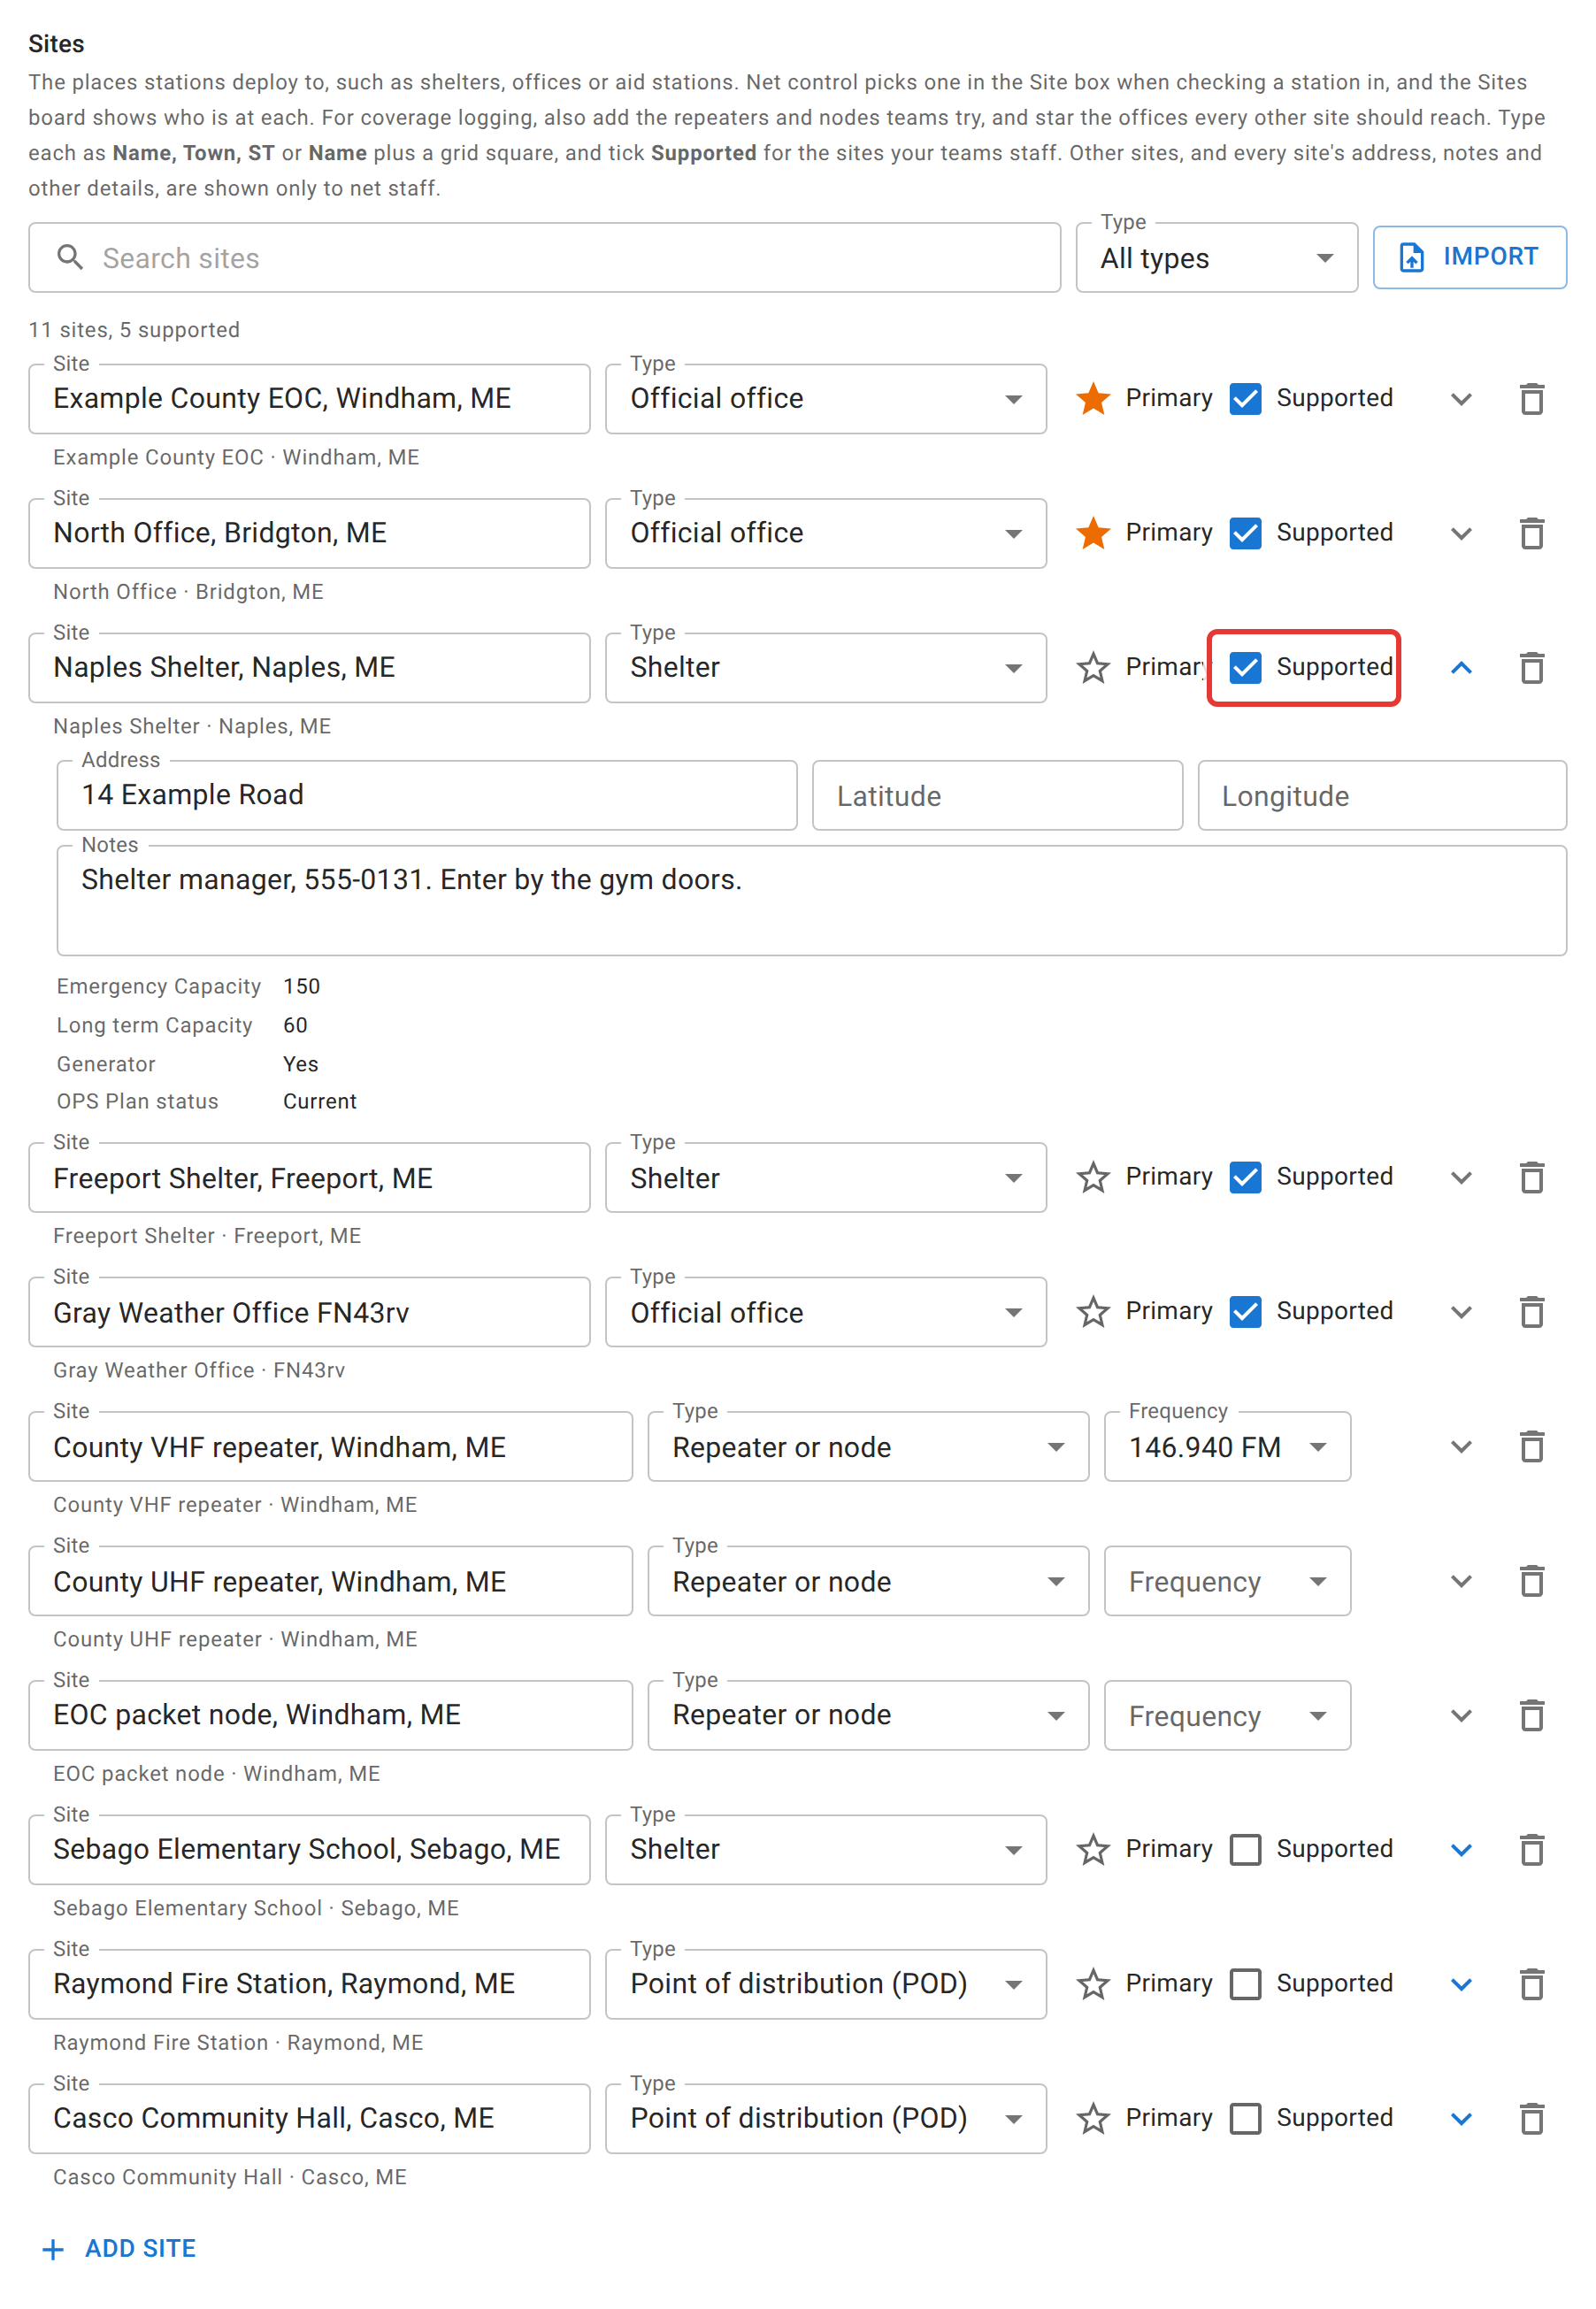 Sites
The places stations deploy to, such as shelters, offices or aid stations. Net control picks one in the Site box when checking a station in, and the Sites
board shows who is at each. For coverage logging, also add the repeaters and nodes teams try, and star the offices every other site should reach. Type
each as Name, Town, ST or Name plus a grid square, and tick Supported for the sites your teams staff. Other sites, and every site's address, notes and
other details, are shown only to net staff.
Search sites
Type
All types
IMPORT
11 sites, 5 supported
Site
Type
Example County EOC, Windham, ME
Official office
Primary
Supported
Example County EOC · Windham, ME
Site
Type
North Office, Bridgton, ME
Official office
Primary
Supported
North Office · Bridgton, ME
Site
Type
Naples Shelter, Naples, ME
Shelter
Primary
Supported
Naples Shelter · Naples, ME
Address
14 Example Road
Latitude
Longitude
Notes
Shelter manager, 555-0131. Enter by the gym doors.
Emergency Capacity 150
Long term Capacity 60
Generator Yes
OPS Plan status Current
Site
Type
Freeport Shelter, Freeport, ME
Shelter
Primary
Supported
Freeport Shelter · Freeport, ME
Site
Type
Gray Weather Office FN43rv
Official office
Primary
Supported
Gray Weather Office · FN43rv
Site
Type
Frequency
County VHF repeater, Windham, ME
Repeater or node
146.940 FM
County VHF repeater · Windham, ME
Site
Type
County UHF repeater, Windham, ME
Repeater or node
Frequency
County UHF repeater · Windham, ME
Site
Type
EOC packet node, Windham, ME
Repeater or node
Frequency
EOC packet node · Windham, ME
Site
Type
Sebago Elementary School, Sebago, ME
Shelter
Primary
Supported
Sebago Elementary School · Sebago, ME
Site
Type
Raymond Fire Station, Raymond, ME
Point of distribution (POD)
Primary
Supported
Raymond Fire Station · Raymond, ME
Site
Type
Casco Community Hall, Casco, ME
Point of distribution (POD)
Primary
Supported
Casco Community Hall · Casco, ME
ADD SITE